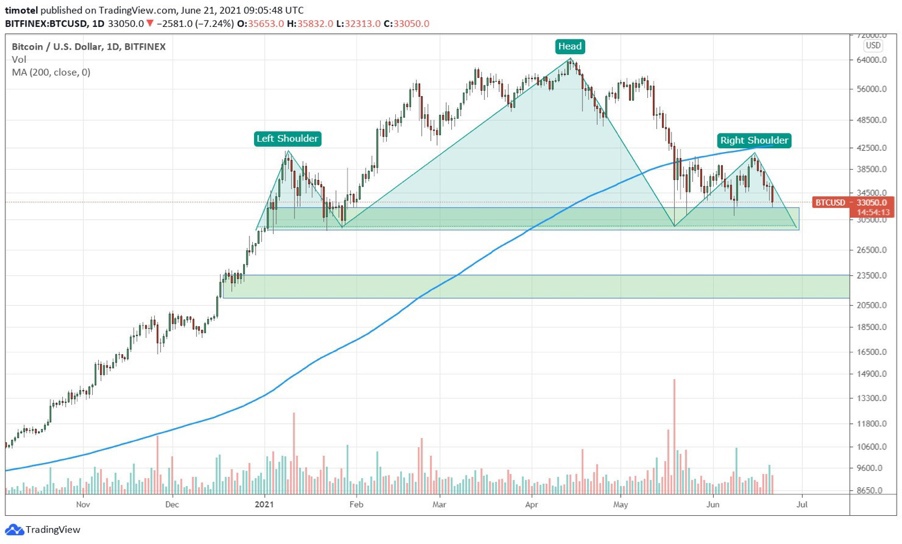 timotel published on TradingView.com, June 21, 2021 09:05:48 UTC
BITFINEX:BTCUSD, 1D 33050.0 ▼ −2581.0 (−7.24%) O:35653.0 H:35832.0 L:32313.0 C:33050.0
Bitcoin / U.S. Dollar, 1D, BITFINEX
Vol
MA (200, close, 0)
Head
Left Shoulder
Right Shoulder
72000.0
USD
64000.0
56000.0
48500.0
42500.0
38500.0
34500.0
BTCUSD 33050.0
14:54:13
30500.0
26500.0
23500.0
20500.0
18500.0
16500.0
14900.0
13300.0
11800.0
10600.0
9600.0
8650.0
Nov Dec 2021 Feb Mar Apr May Jun Jul
TradingView